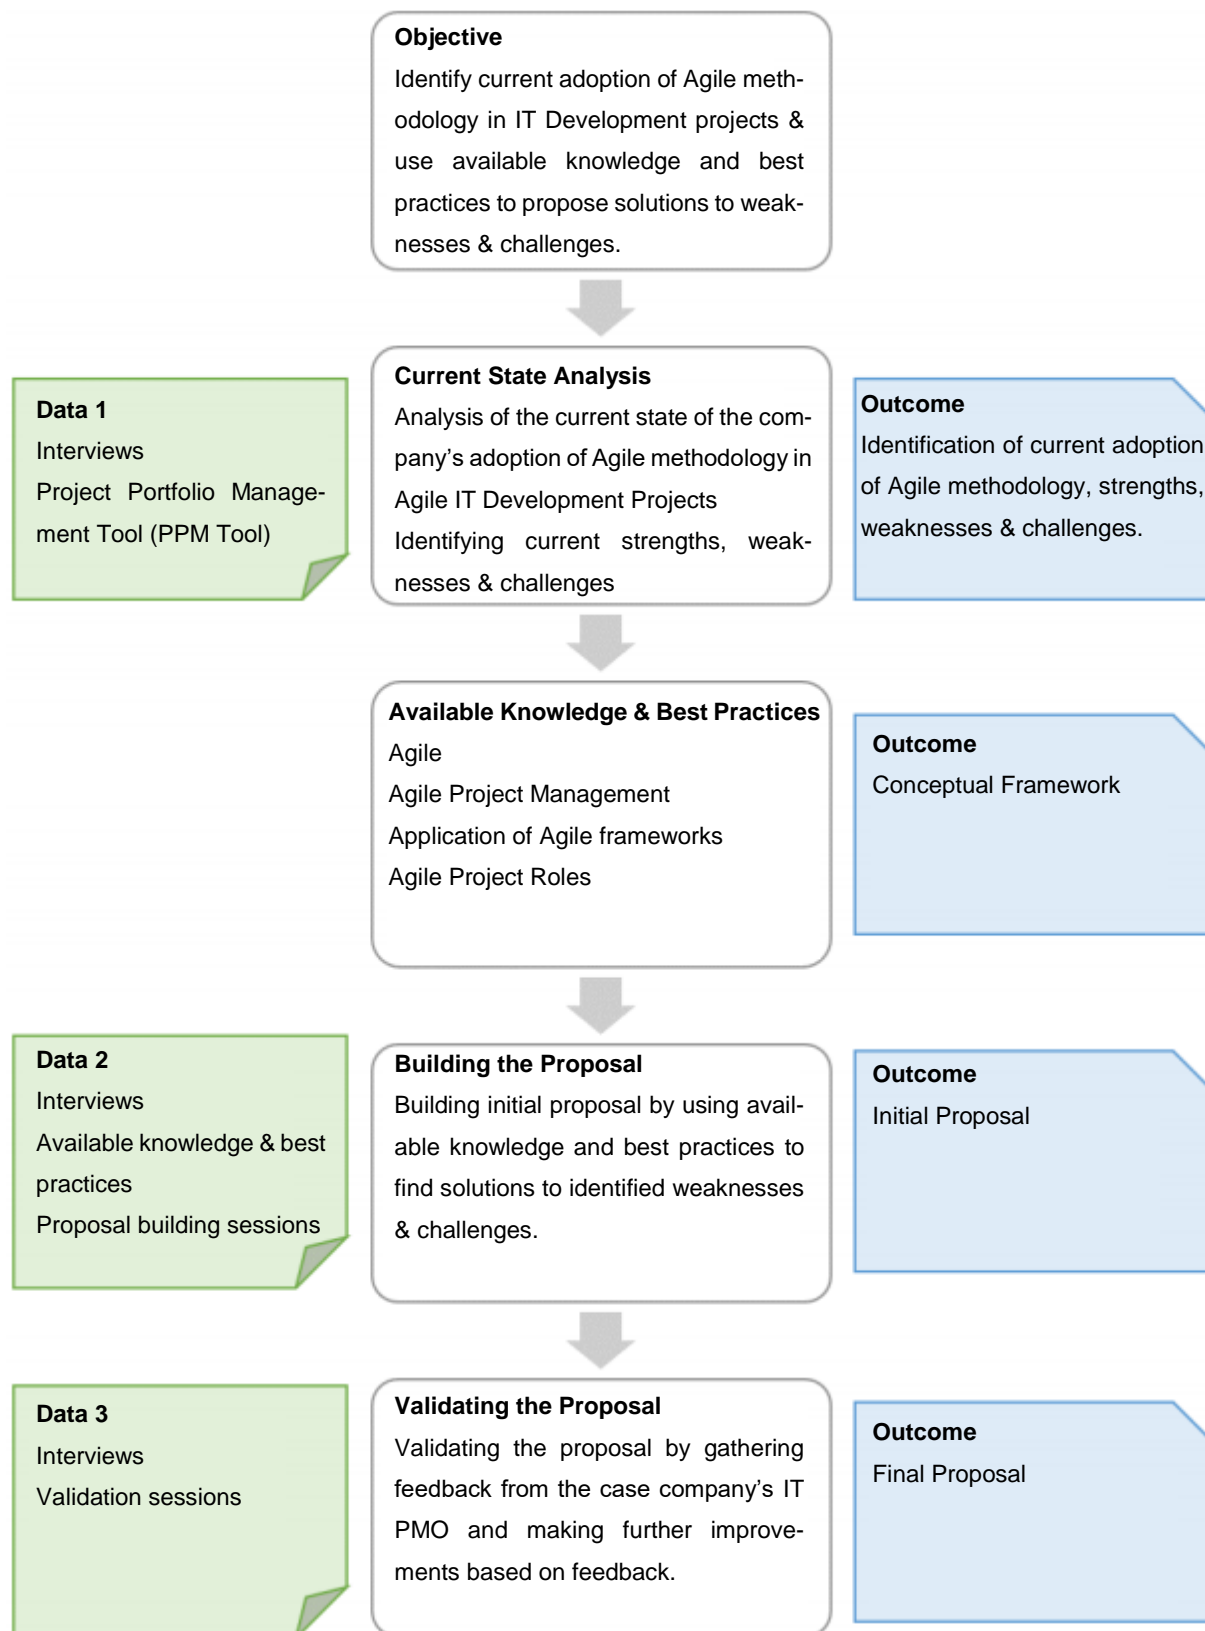 Objective
Identify current adoption of Agile meth-
odology in IT Development projects &
use available knowledge and best
practices to propose solutions to weak-
nesses & challenges.
Data 1
Interviews
Project Portfolio Manage-
ment Tool (PPM Tool)
Current State Analysis
Analysis of the current state of the com-
pany’s adoption of Agile methodology in
Agile IT Development Projects
Identifying current strengths, weak-
nesses & challenges
Outcome
Identification of current adoption
of Agile methodology, strengths,
weaknesses & challenges.
Available Knowledge & Best Practices
Agile
Agile Project Management
Application of Agile frameworks
Agile Project Roles
Outcome
Conceptual Framework
Data 2
Interviews
Available knowledge & best
practices
Proposal building sessions
Building the Proposal
Building initial proposal by using avail-
able knowledge and best practices to
find solutions to identified weaknesses
& challenges.
Outcome
Initial Proposal
Data 3
Interviews
Validation sessions
Validating the Proposal
Validating the proposal by gathering
feedback from the case company’s IT
PMO and making further improve-
ments based on feedback.
Outcome
Final Proposal